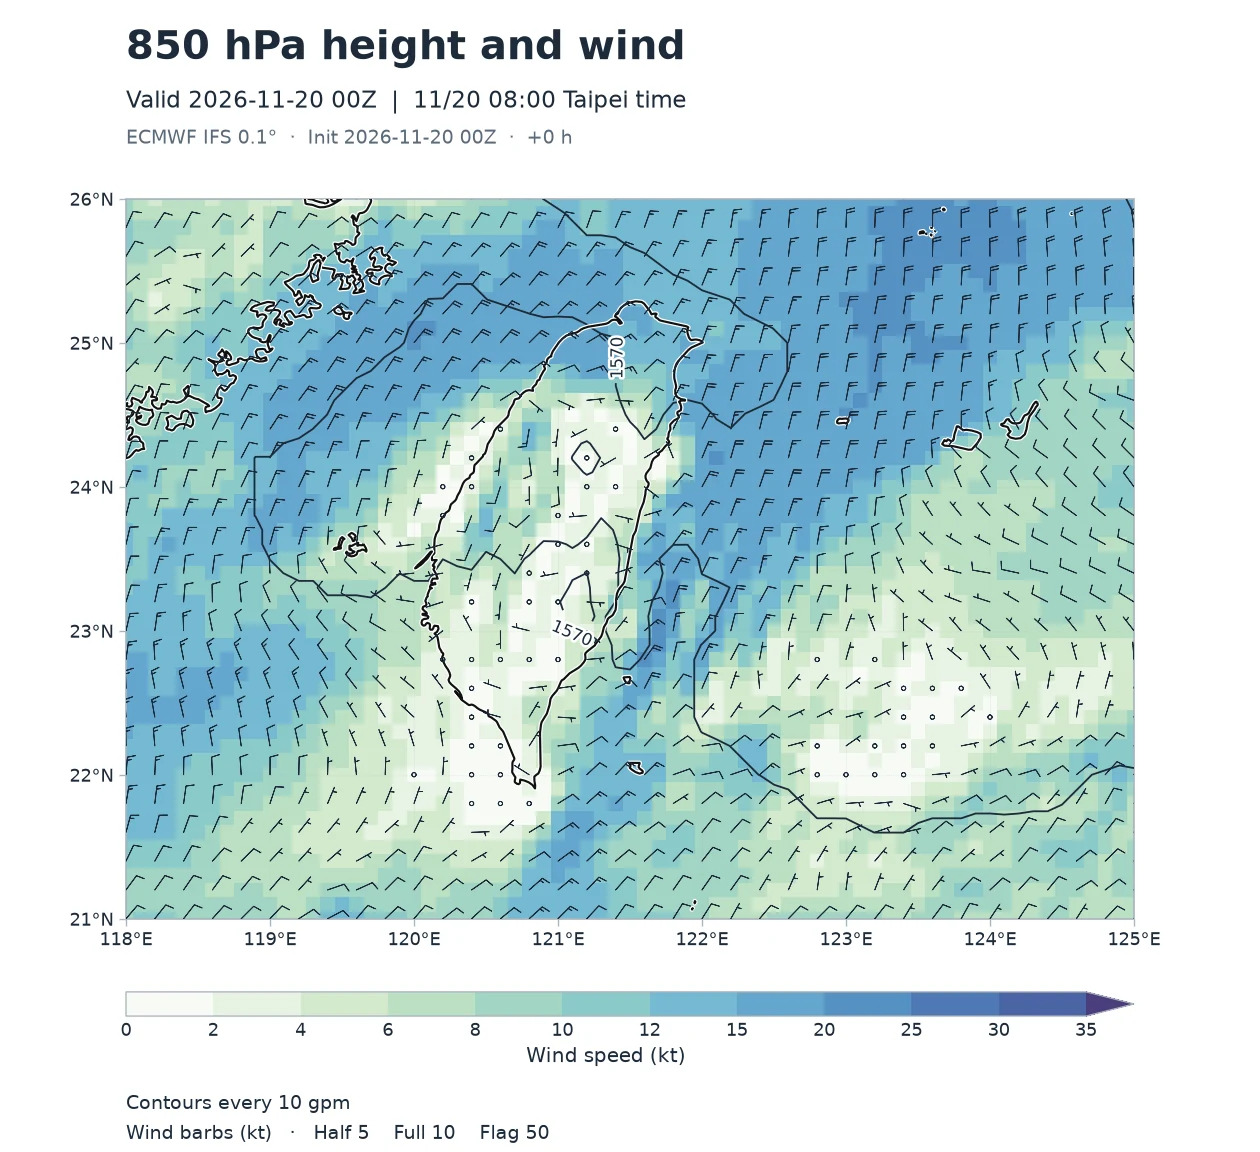 850 hPa height and wind
Valid 2026-11-20 00Z | 11/20 08:00 Taipei time
ECMWF IFS 0.1° · Init 2026-11-20 00Z · +0 h
26°N
25°N
24°N
23°N
22°N
21°N
1570
1570
118°E 119°E 120°E 121°E 122°E 123°E 124°E 125°E
0 2 4 6 8 10 12 15 20 25 30 35
Wind speed (kt)
Contours every 10 gpm
Wind barbs (kt) · Half 5 Full 10 Flag 50